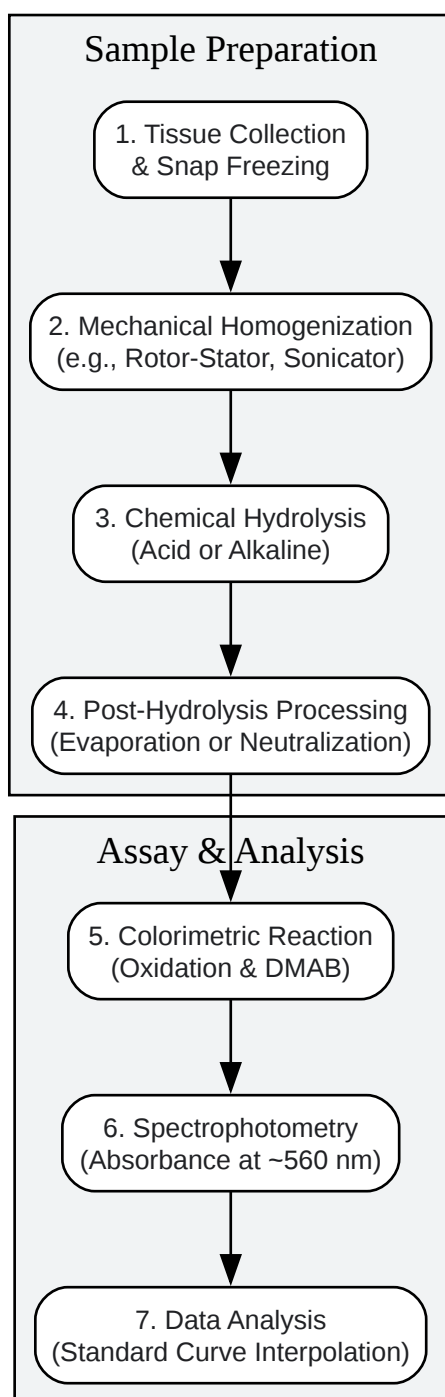 Sample Preparation
1. Tissue Collection
& Snap Freezing
2. Mechanical Homogenization
(e.g., Rotor-Stator, Sonicator)
3. Chemical Hydrolysis
(Acid or Alkaline)
4. Post-Hydrolysis Processing
(Evaporation or Neutralization)
Assay & Analysis
5. Colorimetric Reaction
(Oxidation & DMAB)
6. Spectrophotometry
(Absorbance at ~560 nm)
7. Data Analysis
(Standard Curve Interpolation)